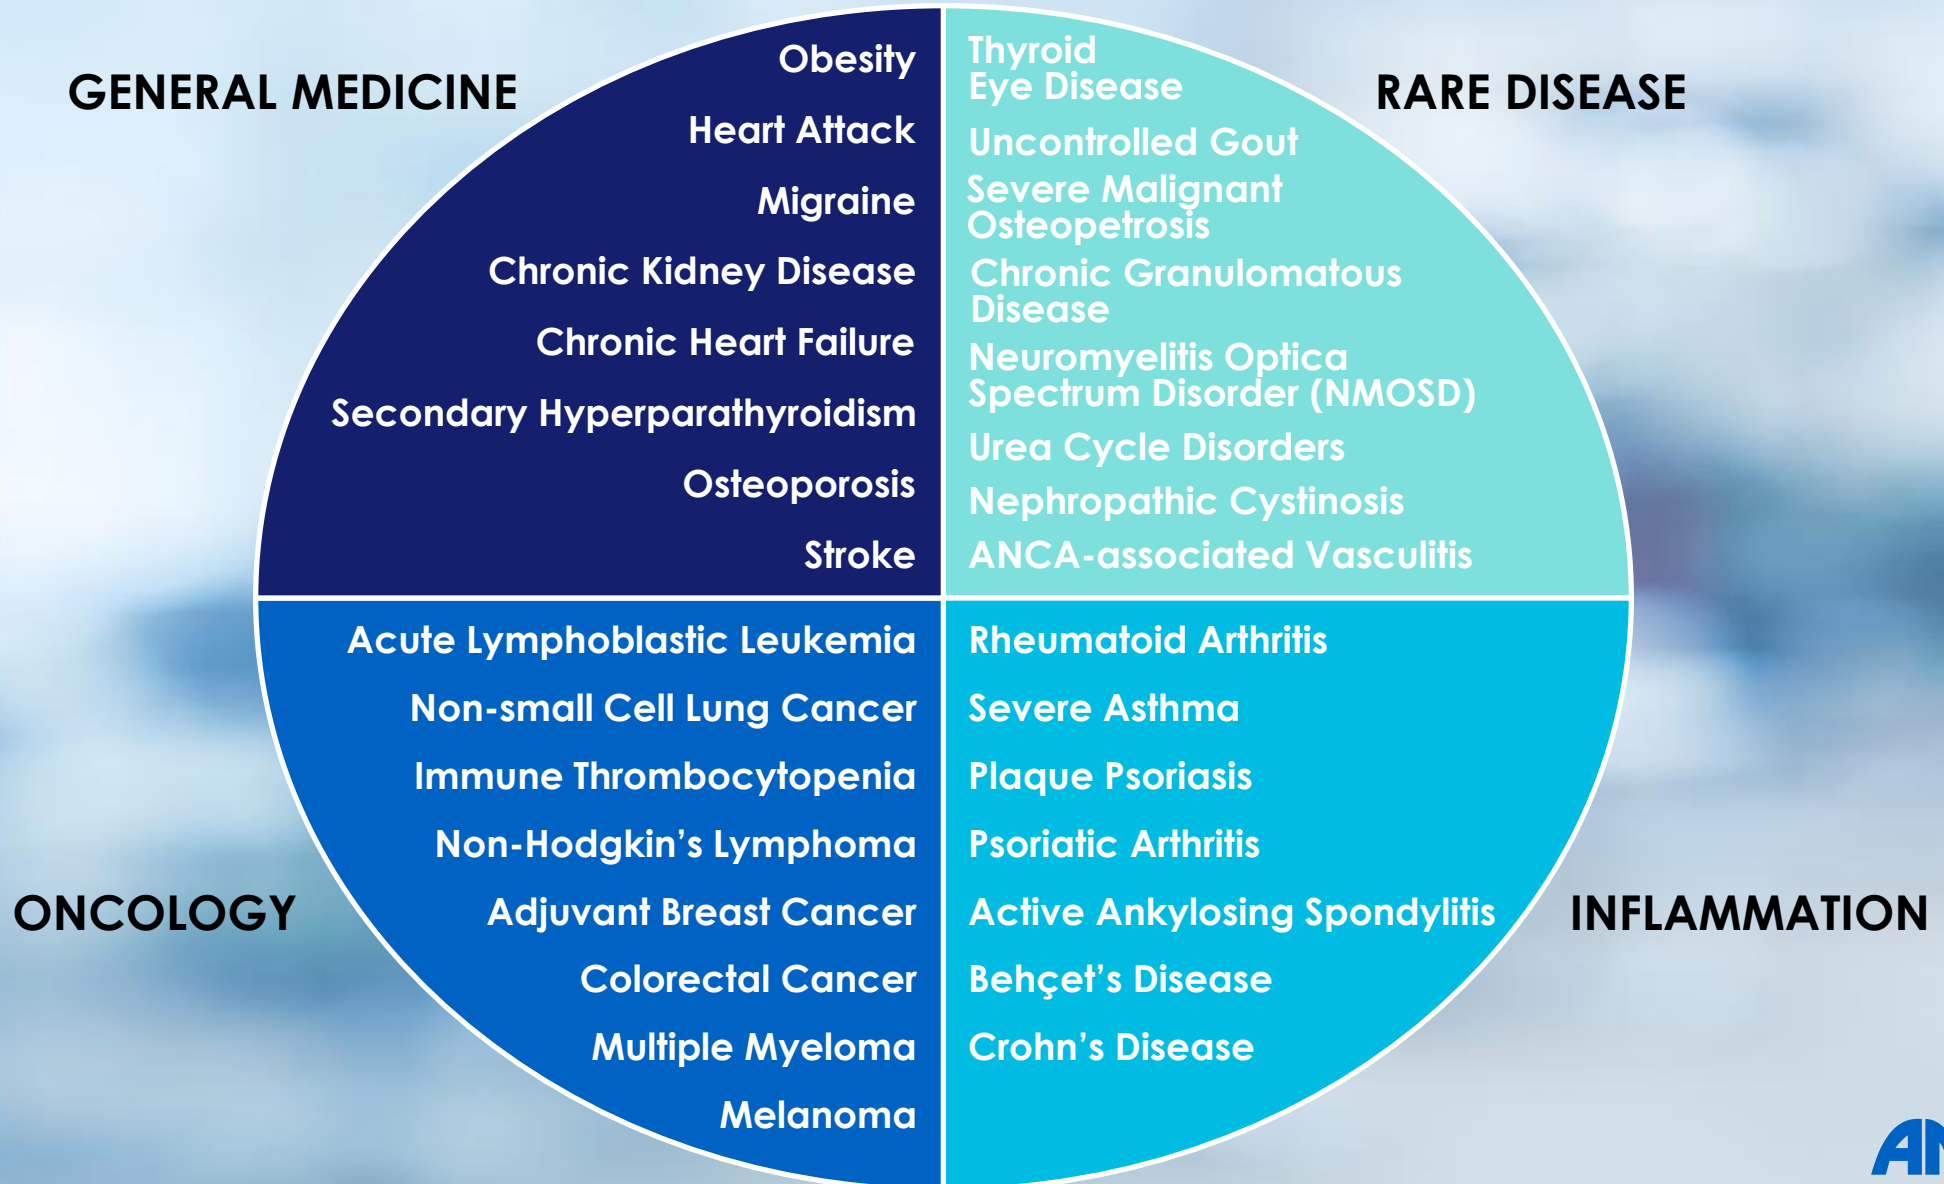 GENERAL MEDICINE
Obesity
Heart Attack
Migraine
Chronic Kidney Disease
Chronic Heart Failure
Secondary Hyperparathyroidism
Osteoporosis
Stroke
RARE DISEASE
Thyroid
Eye Disease
Uncontrolled Gout
Severe Malignant
Osteopetrosis
Chronic Granulomatous
Disease
Neuromyelitis Optica
Spectrum Disorder (NMOSD)
Urea Cycle Disorders
Nephropathic Cystinosis
ANCA-associated Vasculitis
ONCOLOGY
Acute Lymphoblastic Leukemia
Non-small Cell Lung Cancer
Immune Thrombocytopenia
Non-Hodgkin’s Lymphoma
Adjuvant Breast Cancer
Colorectal Cancer
Multiple Myeloma
Melanoma
INFLAMMATION
Rheumatoid Arthritis
Severe Asthma
Plaque Psoriasis
Psoriatic Arthritis
Active Ankylosing Spondylitis
Behçet’s Disease
Crohn’s Disease